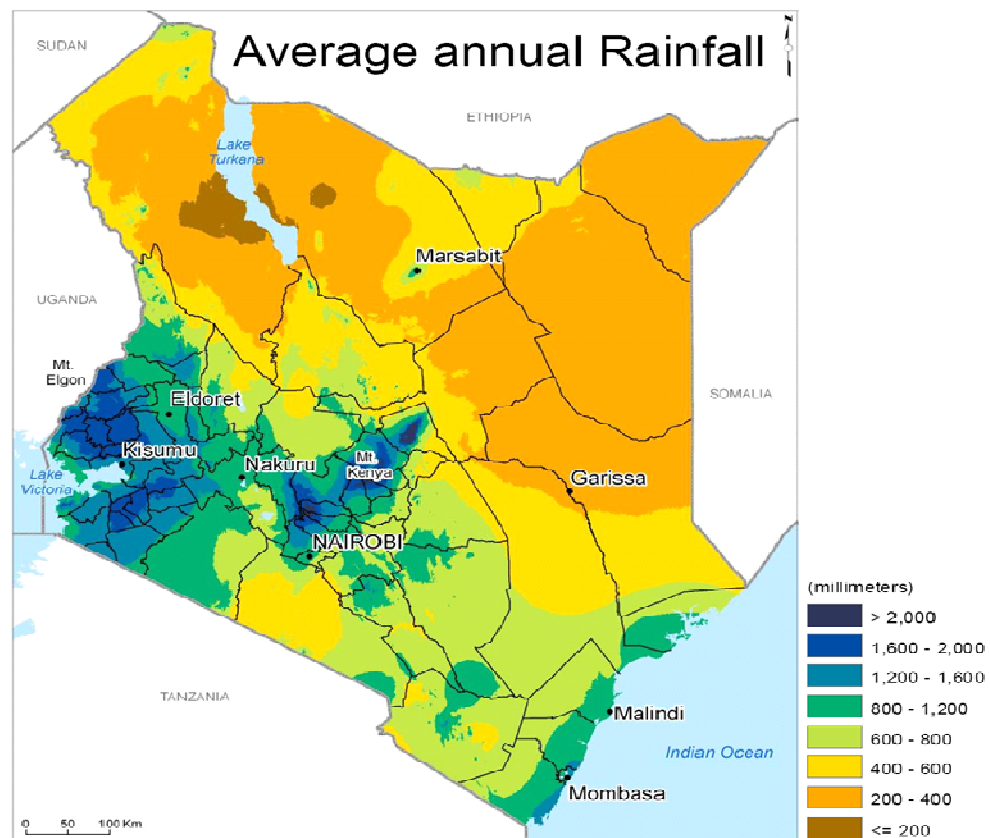 Average annual Rainfall
N
SUDAN
ETHIOPIA
Lake
Turkana
Marsabit
UGANDA
Mt.
Elgon
SOMALIA
Eldoret
Kisumu
Nakuru
Mt.
Kenya
Lake
Victoria
Garissa
NAIROBI
TANZANIA
Malindi
Indian Ocean
Mombasa
0 50 100 Km
(millimeters)
> 2,000
1,600 - 2,000
1,200 - 1,600
800 - 1,200
600 - 800
400 - 600
200 - 400
<= 200